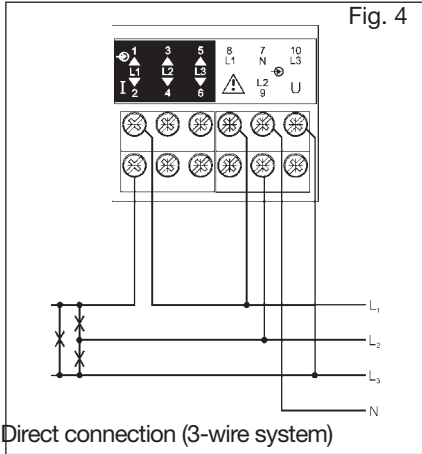 Fig. 4
1 3 5 8 7 10
L1 N L3
L1 L2 L3
L2
I 2 4 6 9 U
L₁
L₂
L₃
N
Direct connection (3-wire system)